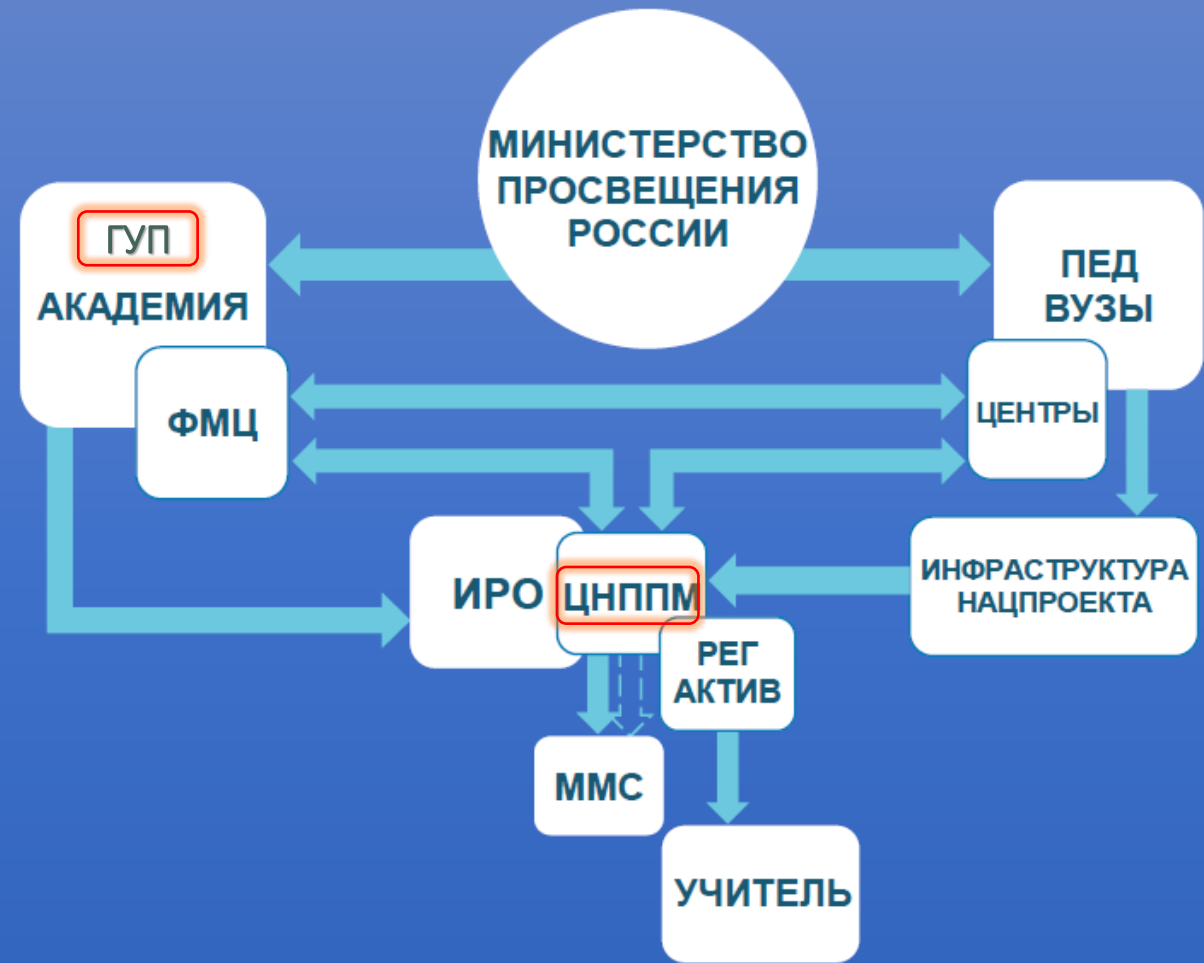 МИНИСТЕРСТВО
ПРОСВЕЩЕНИЯ
РОССИИ
ГУП
АКАДЕМИЯ
ФМЦ
ПЕД
ВУЗЫ
ЦЕНТРЫ
ИРО
ЦНППМ
ИНФРАСТРУКТУРА
НАЦПРОЕКТА
РЕГ
АКТИВ
ММС
УЧИТЕЛЬ